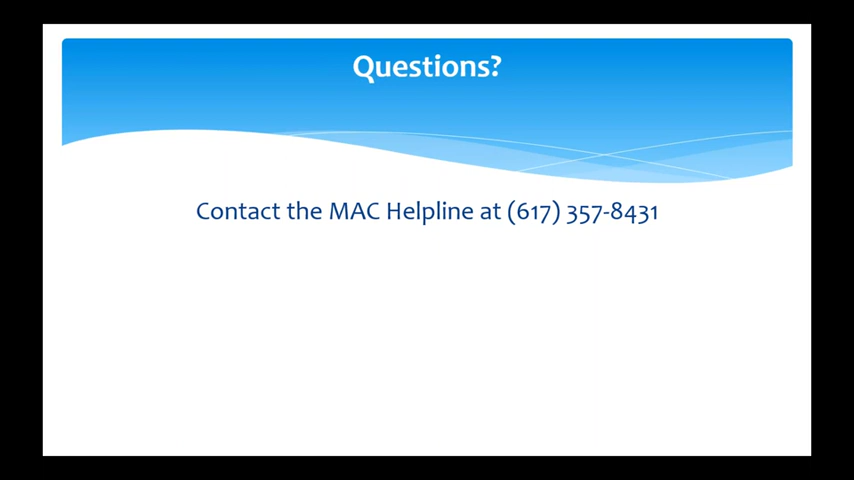 Questions?
Contact the MAC Helpline at (617) 357-8431